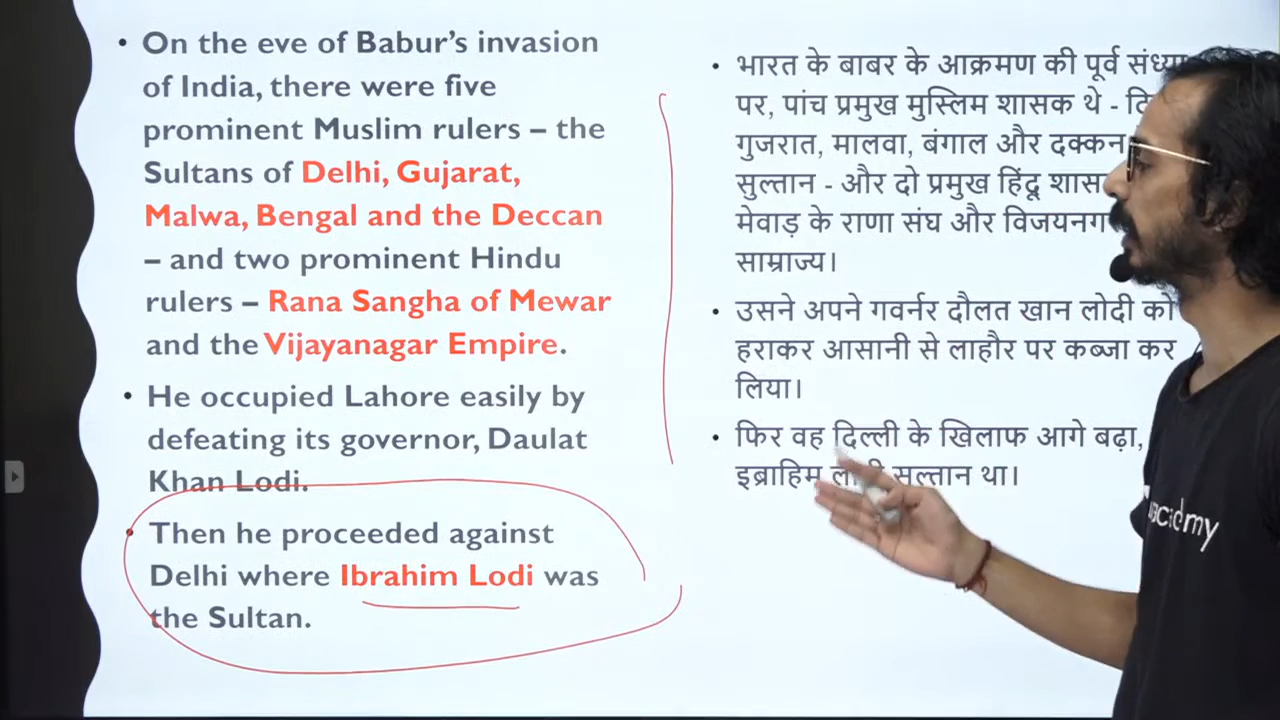 • On the eve of Babur’s invasion
of India, there were five
prominent Muslim rulers – the
Sultans of Delhi, Gujarat,
Malwa, Bengal and the Deccan
– and two prominent Hindu
rulers – Rana Sangha of Mewar
and the Vijayanagar Empire.
• He occupied Lahore easily by
defeating its governor, Daulat
Khan Lodi.
• Then he proceeded against
Delhi where Ibrahim Lodi was
the Sultan.
• भारत के बाबर के आक्रमण की पूर्व संध्या
पर, पांच प्रमुख मुस्लिम शासक थे -
गुजरात, मालवा, बंगाल और दक्कन
सुल्तान - और दो प्रमुख हिंदू
मेवाड़ के राणा संघ और
साम्राज्य।
• उसने अपने गवर्नर दौलत खान लोदी को
हराकर आसानी से लाहौर पर कब्जा कर
लिया।
• फिर वह दिल्ली के खिलाफ आगे बढ़ा,
इब्राहिम सुल्तान था।